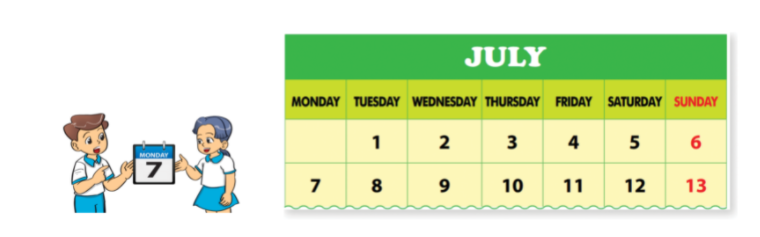 JULY
MONDAY TUESDAY WEDNESDAY THURSDAY FRIDAY SATURDAY SUNDAY
1 2 3 4 5 6
MONDAY
7
7 8 9 10 11 12 13